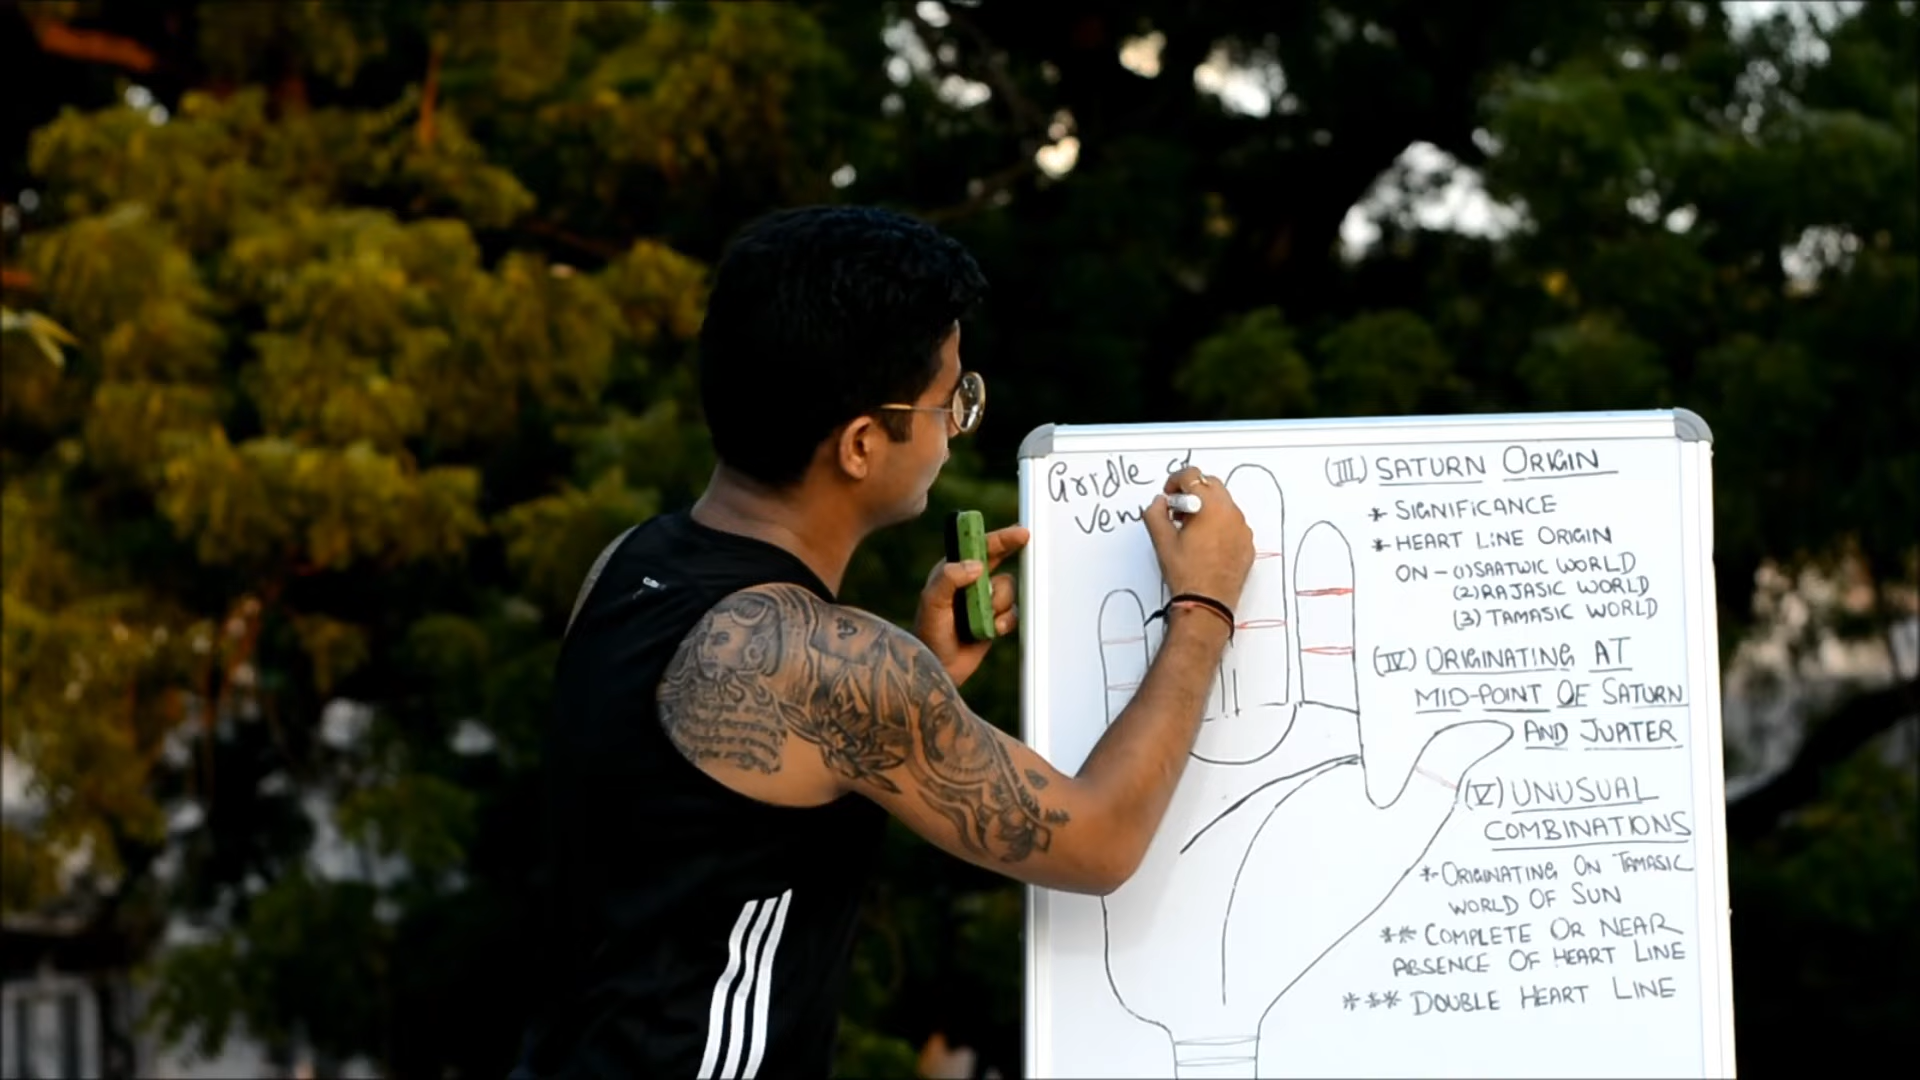 Gridle of
Ven
(III) SATURN ORIGIN
* SIGNIFICANCE
* HEART LINE ORIGIN
ON - (1) SAATWIC WORLD
(2) RAJASIC WORLD
(3) TAMASIC WORLD
(IV) ORIGINATING AT
MID-POINT OF SATURN
AND JUPITER
(V) UNUSUAL
COMBINATIONS
* ORIGINATING ON TAMASIC
WORLD OF SUN
** COMPLETE OR NEAR
ABSENCE OF HEART LINE
*** DOUBLE HEART LINE